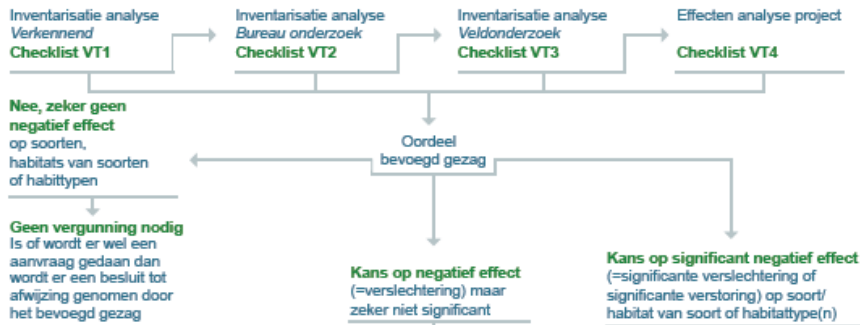 Inventarisatie analyse
Verkennend
Checklist VT1
Inventarisatie analyse
Bureau onderzoek
Checklist VT2
Inventarisatie analyse
Veldonderzoek
Checklist VT3
Effecten analyse project
Checklist VT4
Nee, zeker geen
negatief effect
op soorten,
habitats van soorten
of habittypen
Oordeel
bevoegd gezag
Geen vergunning nodig
Is of wordt er wel een
aanvraag gedaan dan
wordt er een besluit tot
afwijzing genomen door
het bevoegd gezag
Kans op negatief effect
(=verslechtering) maar
zeker niet significant
Kans op significant negatief effect
(=significante verslechtering of
significante verstoring) op soort/
habitat van soort of habitattype(n)